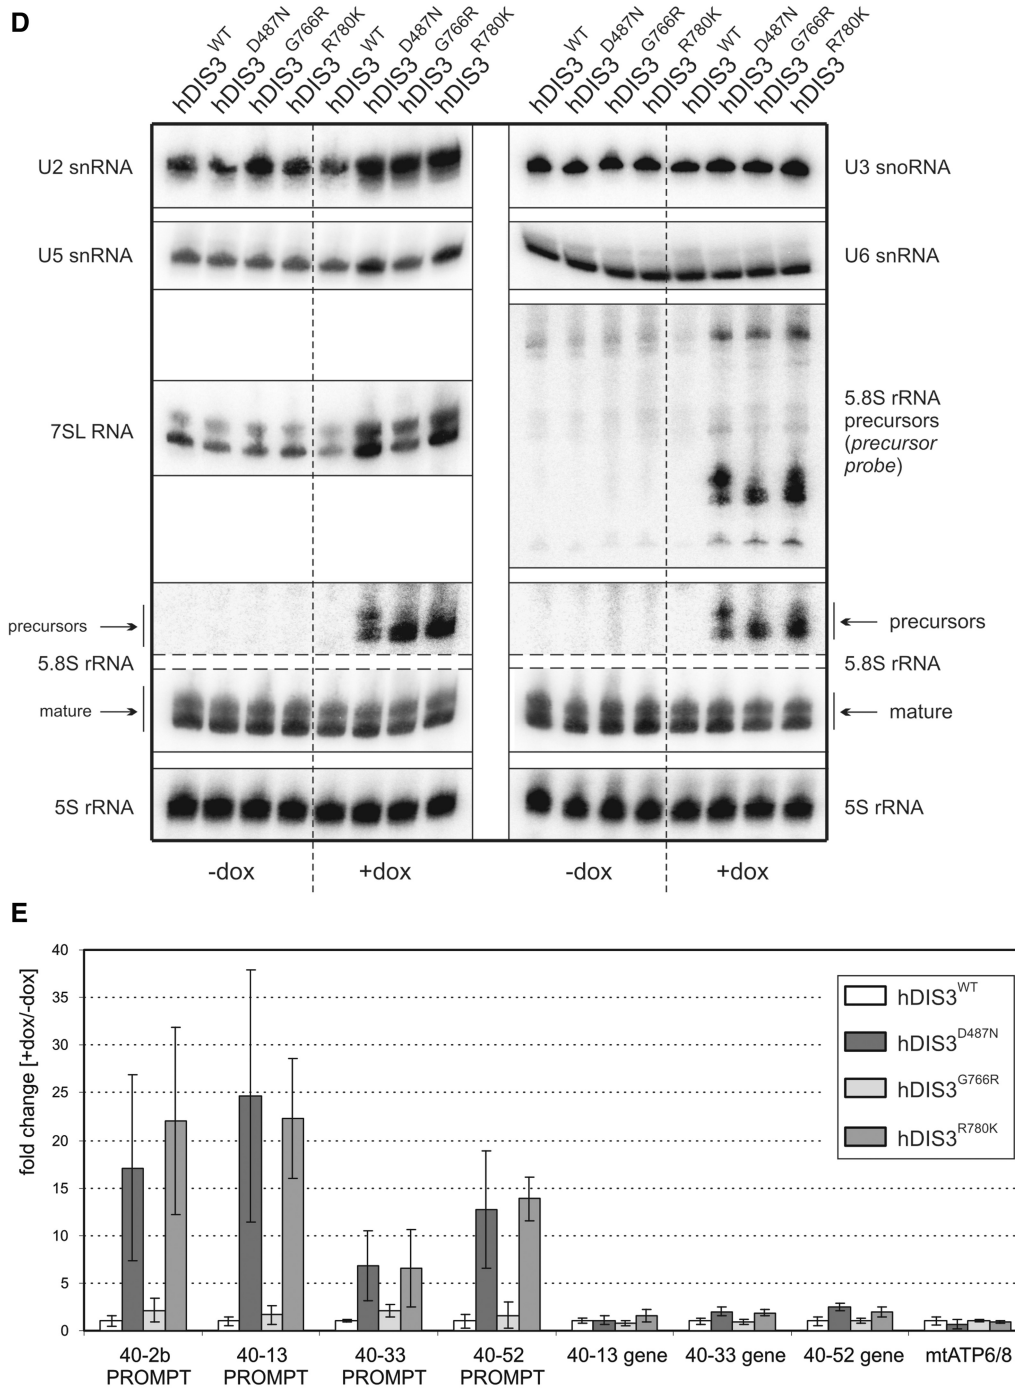 D
hDIS3WT hDIS3D487N hDIS3G766R hDIS3R780K hDIS3WT hDIS3D487N hDIS3G766R hDIS3R780K hDIS3WT hDIS3D487N hDIS3G766R hDIS3R780K hDIS3WT hDIS3D487N hDIS3G766R hDIS3R780K
U2 snRNA
U3 snoRNA
U5 snRNA
U6 snRNA
7SL RNA
5.8S rRNA
precursors
(precursor
probe)
precursors
precursors
5.8S rRNA
5.8S rRNA
mature
mature
5S rRNA
5S rRNA
-dox +dox -dox +dox
E
fold change [+dox/-dox]
40
35
30
25
20
15
10
5
0
hDIS3WT
hDIS3D487N
hDIS3G766R
hDIS3R780K
40-2b 40-13 40-33 40-52 40-13 gene 40-33 gene 40-52 gene mtATP6/8
PROMPT PROMPT PROMPT PROMPT